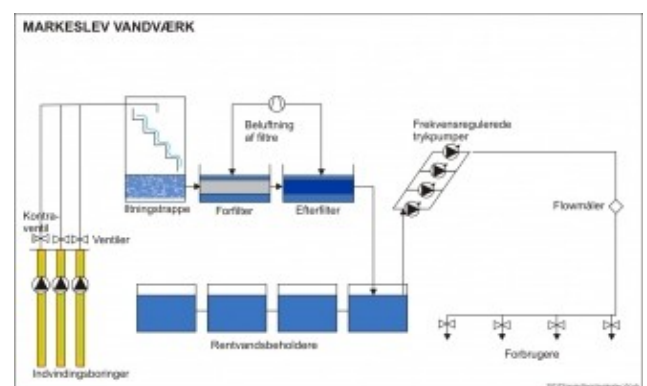 MARKESLEV VANDVÆRK
Beluftning
af filtre
Frekvensregulerede
trykpumper
Iltningstrappe
Forfilter
Efterfilter
Flowmåler
Kontra-
ventil
Ventiler
Rentvandsbeholdere
Forbrugere
Indvindingsboringer